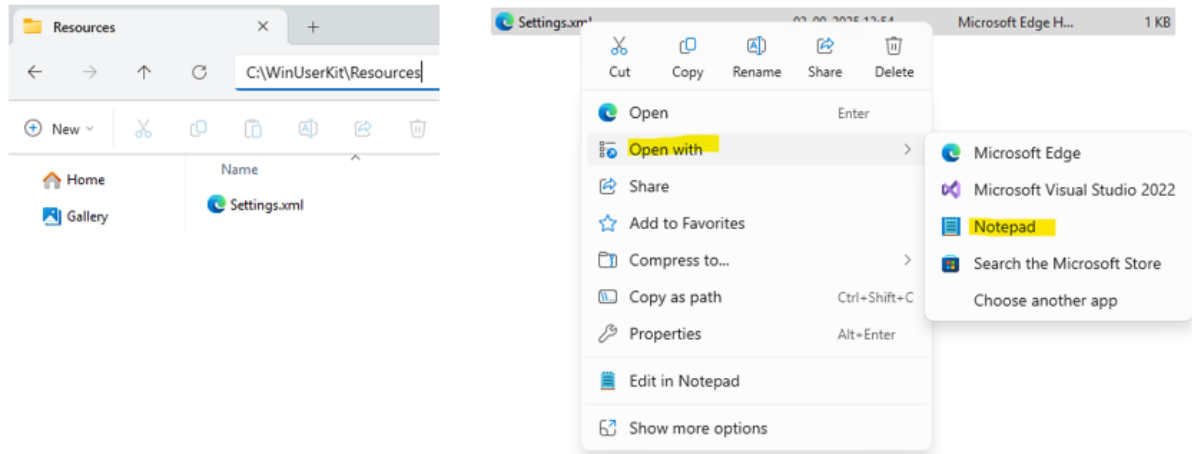 Resources
C:\WinUserKit\Resources
New
Home
Gallery
Name
Settings.xml
Settings.xml
Microsoft Edge H...
1 KB
Cut
Copy
Rename
Share
Delete
Open
Enter
Open with
Share
Add to Favorites
Compress to...
Copy as path
Ctrl+Shift+C
Properties
Alt+Enter
Edit in Notepad
Show more options
Microsoft Edge
Microsoft Visual Studio 2022
Notepad
Search the Microsoft Store
Choose another app